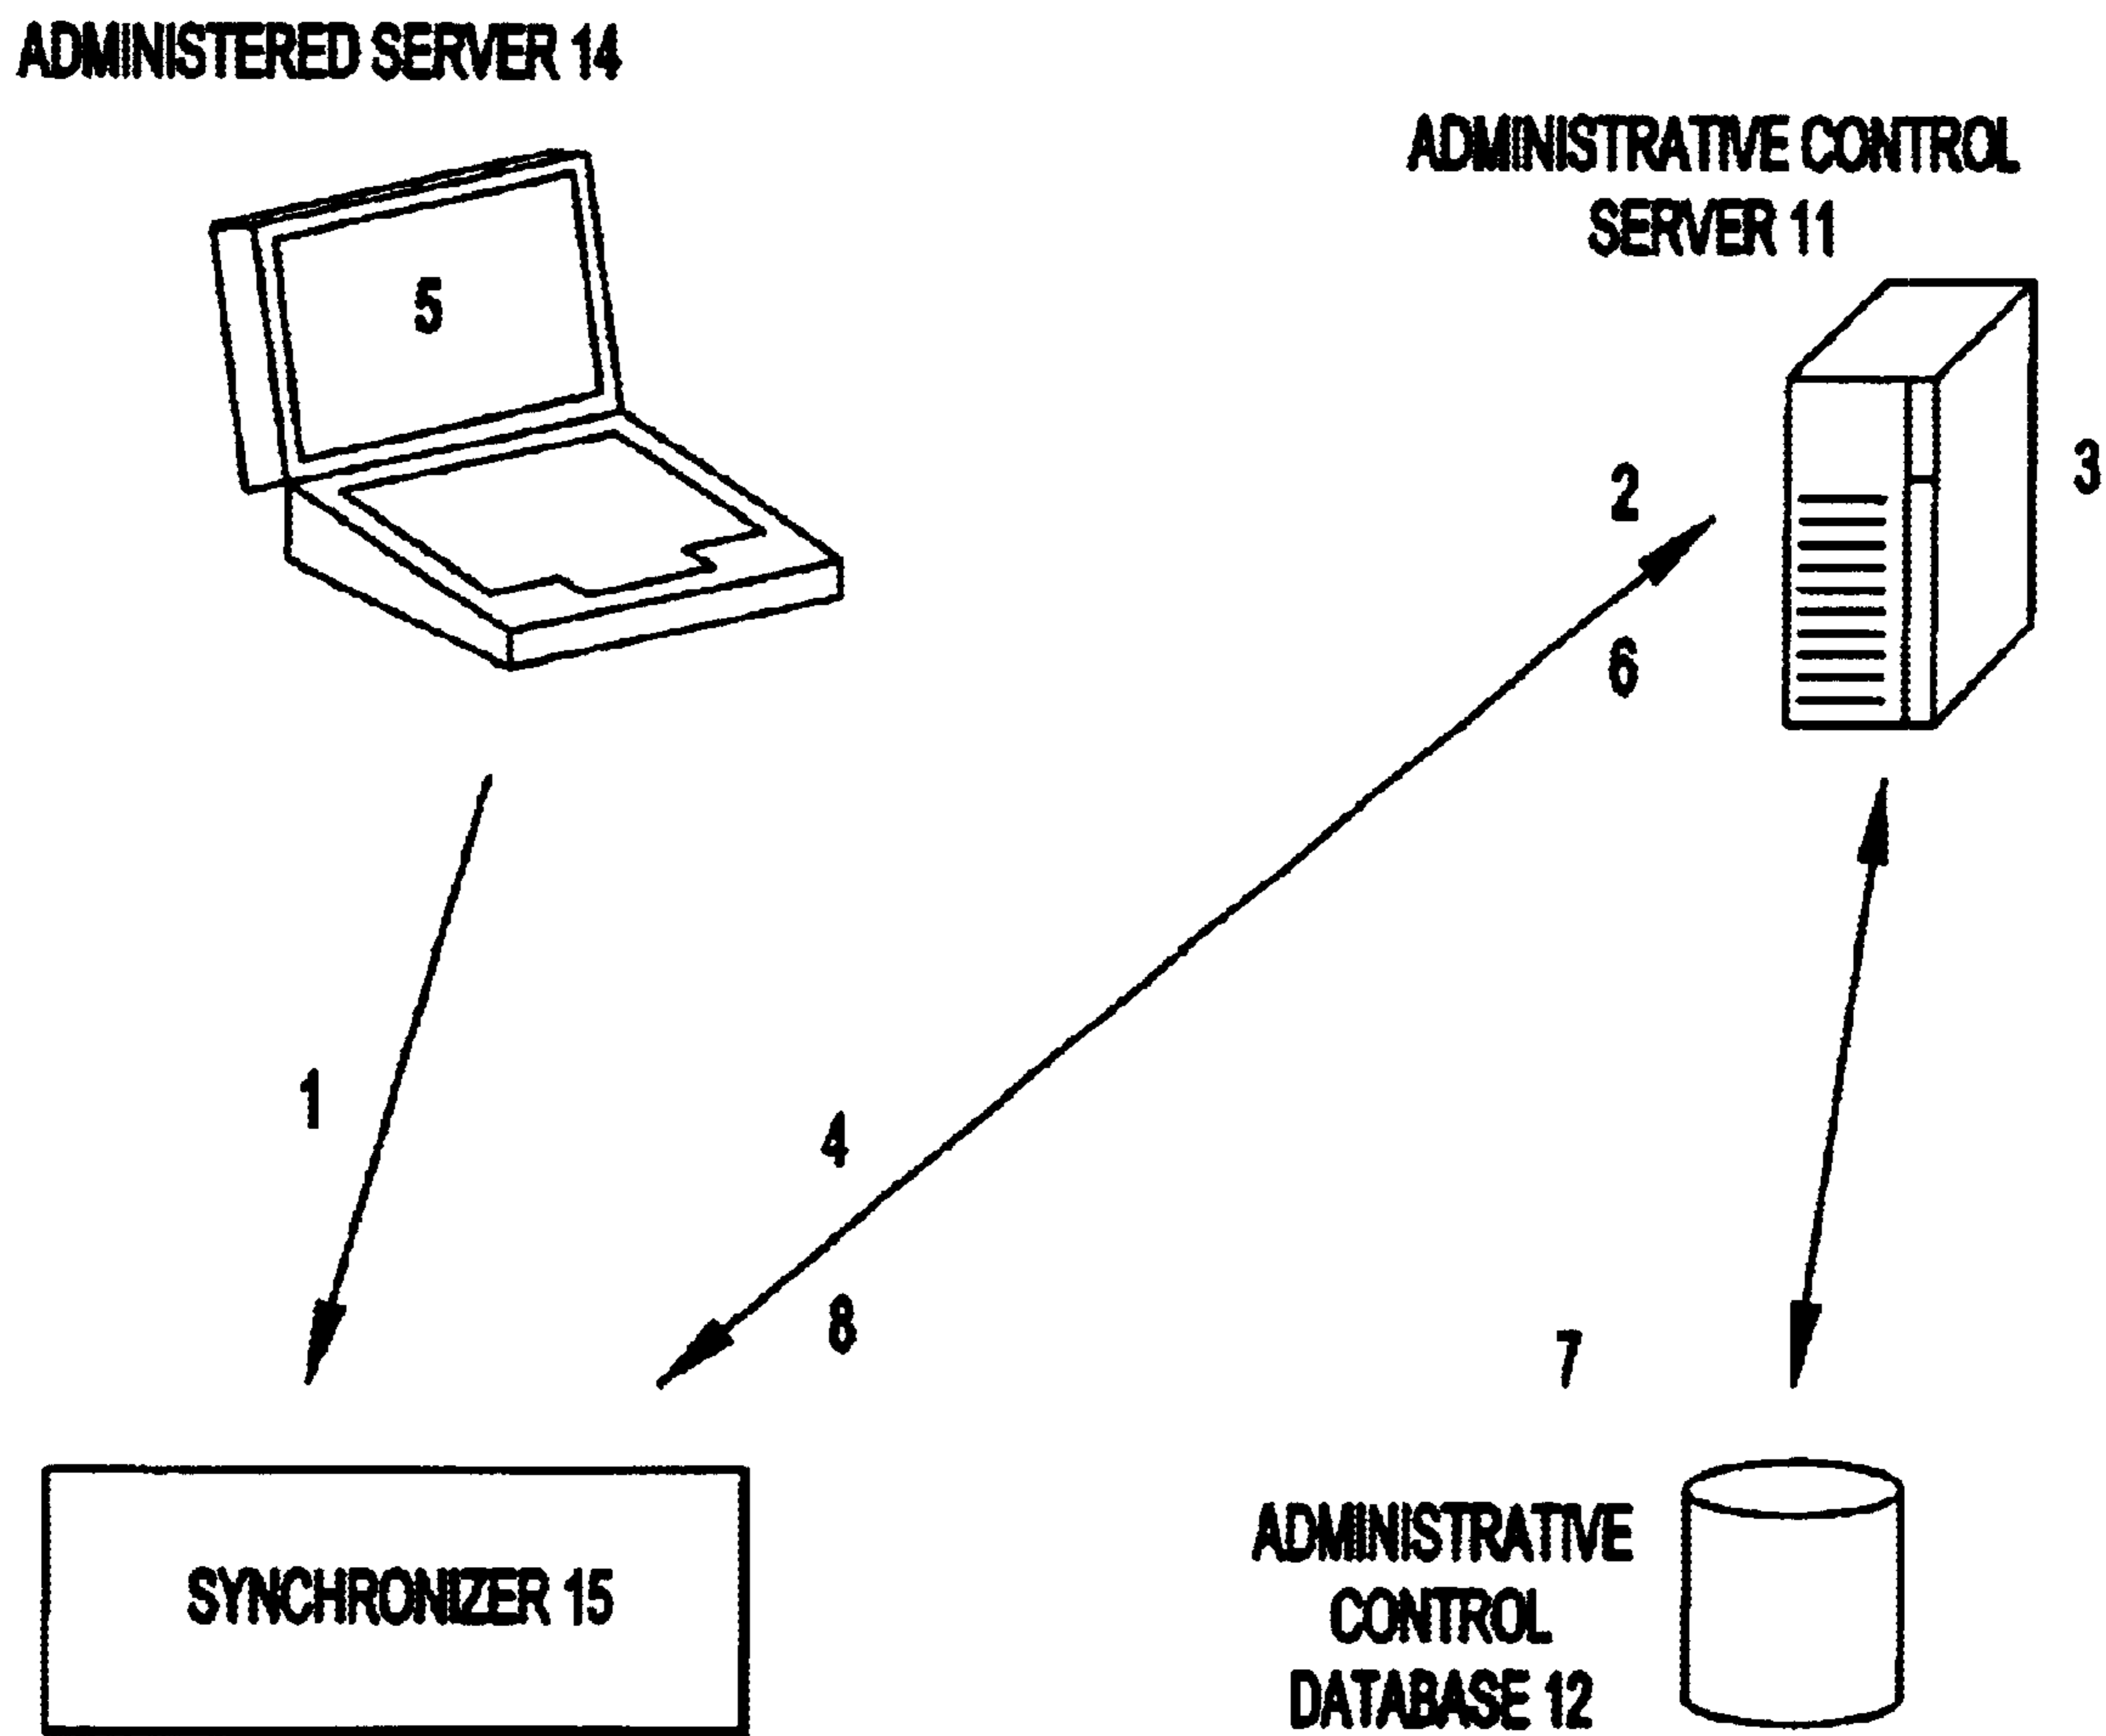 ADMINISTERED SERVER 14
ADMINISTRATIVE CONTROL
SERVER 11
5
3
2
6
1
4
8
7
SYNCHRONIZER 15
ADMINISTRATIVE
CONTROL
DATABASE 12